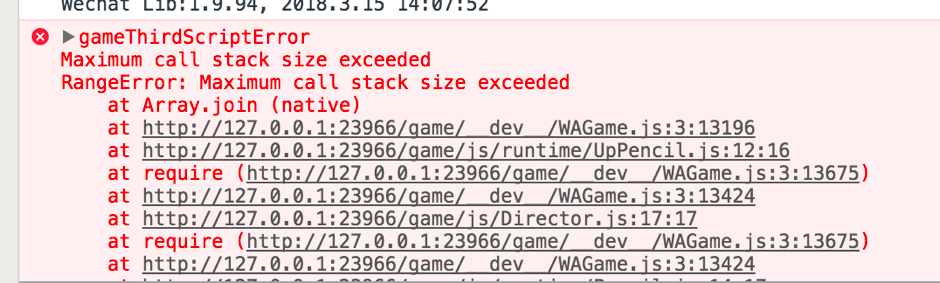 Wechat Lib:1.9.94, 2018.3.15 14:07:52
gameThirdScriptError
Maximum call stack size exceeded
RangeError: Maximum call stack size exceeded
at Array.join (native)
at http://127.0.0.1:23966/game/__dev__/WAGame.js:3:13196
at http://127.0.0.1:23966/game/js/runtime/UpPencil.js:12:16
at require (http://127.0.0.1:23966/game/__dev__/WAGame.js:3:13675)
at http://127.0.0.1:23966/game/__dev__/WAGame.js:3:13424
at http://127.0.0.1:23966/game/js/Director.js:17:17
at require (http://127.0.0.1:23966/game/__dev__/WAGame.js:3:13675)
at http://127.0.0.1:23966/game/__dev__/WAGame.js:3:13424